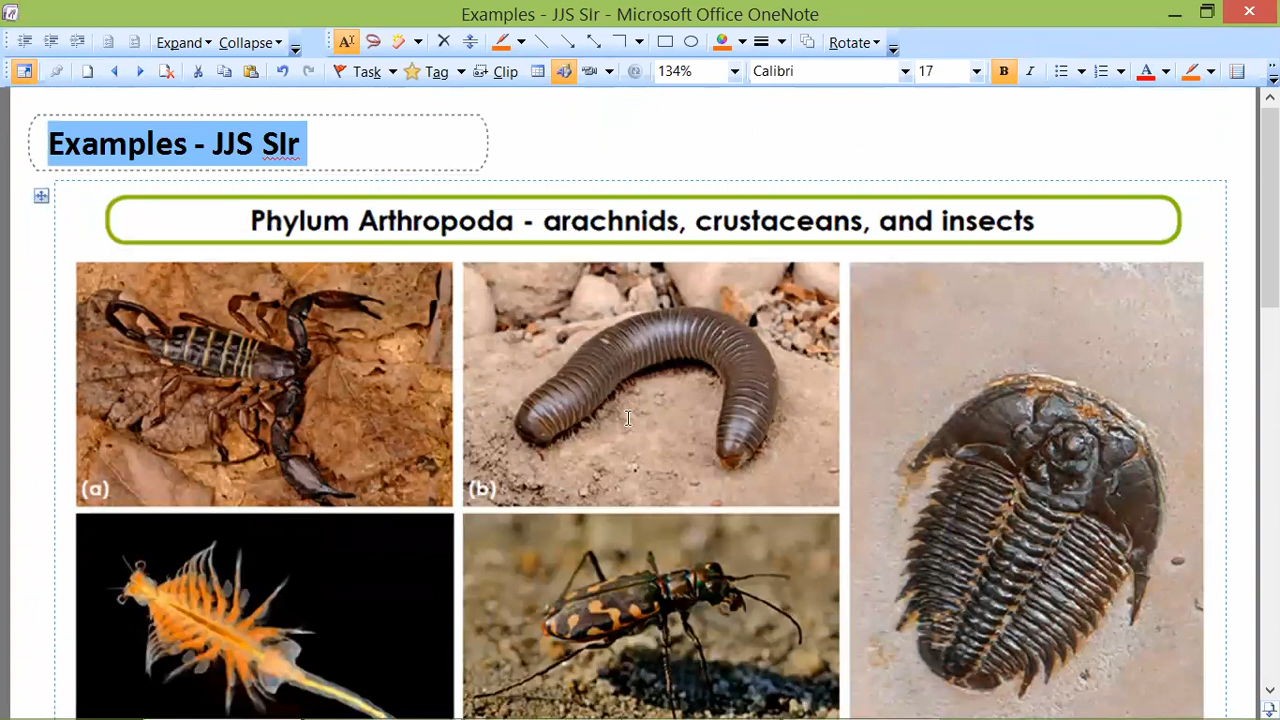 Examples - JJS SIr - Microsoft Office OneNote
Expand Collapse Rotate
Task Tag Clip 134% Calibri 17 B I A
Examples - JJS SIr
Phylum Arthropoda - arachnids, crustaceans, and insects
(a)
(b)